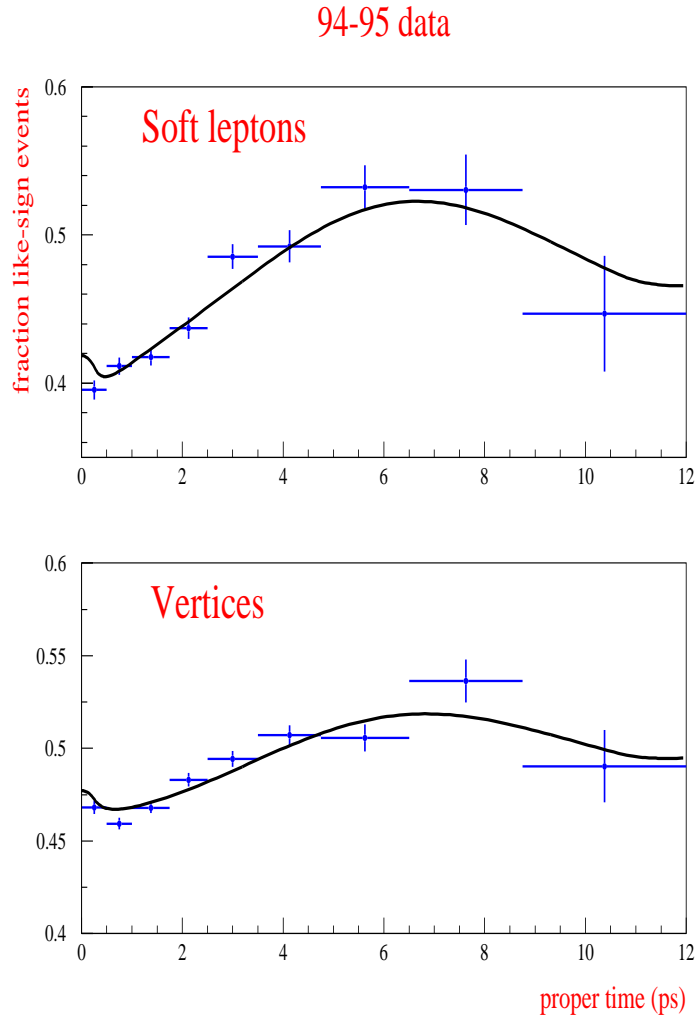 94-95 data
fraction like-sign events
0.6
0.5
0.4
Soft leptons
0 2 4 6 8 10 12
0.6
0.55
0.5
0.45
0.4
Vertices
0 2 4 6 8 10 12
proper time (ps)